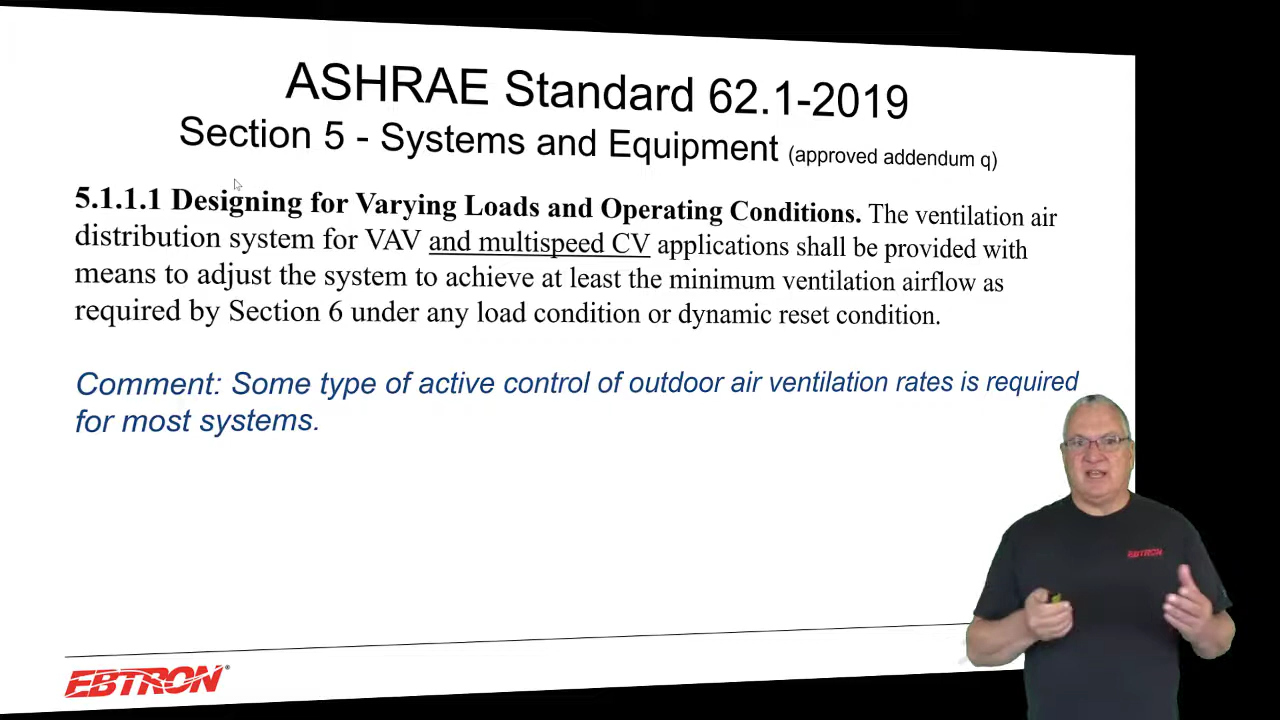 ASHRAE Standard 62.1-2019
Section 5 - Systems and Equipment (approved addendum q)
5.1.1.1 Designing for Varying Loads and Operating Conditions. The ventilation air
distribution system for VAV and multispeed CV applications shall be provided with
means to adjust the system to achieve at least the minimum ventilation airflow as
required by Section 6 under any load condition or dynamic reset condition.
Comment: Some type of active control of outdoor air ventilation rates is required
for most systems.
EBTRON
EBTRON®